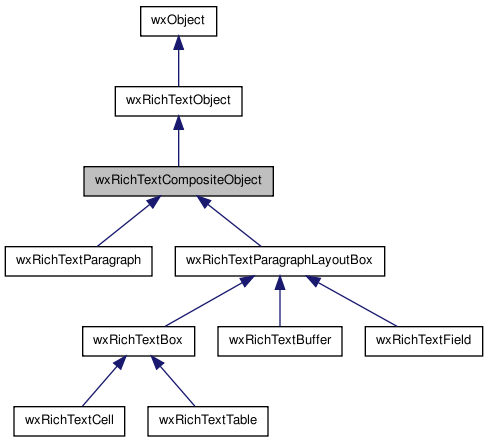 wxObject
wxRichTextObject
wxRichTextCompositeObject
wxRichTextParagraph
wxRichTextParagraphLayoutBox
wxRichTextBox
wxRichTextBuffer
wxRichTextField
wxRichTextCell
wxRichTextTable